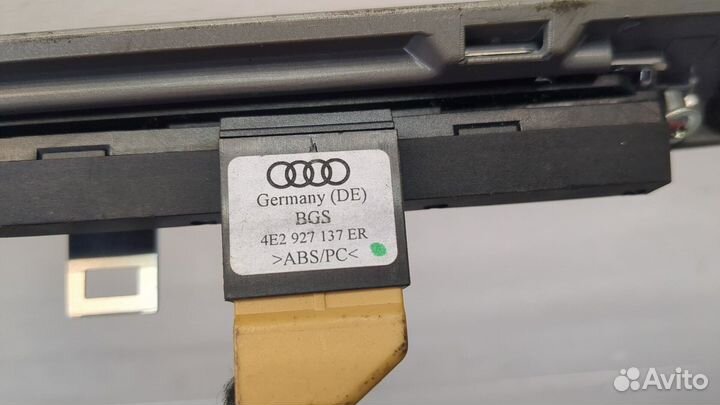 Germany (DE)
BGS
4E2 927 137 ER
>ABS/PC<
Avito